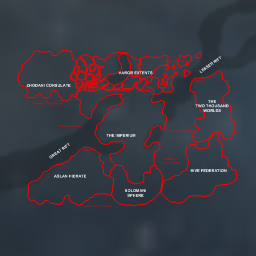 LESSER RIFT
VARGR EXTENTS
ZHODANI CONSULATE
THE
TWO THOUSAND
WORLDS
THE IMPERIUM
GREAT RIFT
ASLAN HIERATE
HIVE FEDERATION
SOLOMANI
SPHERE